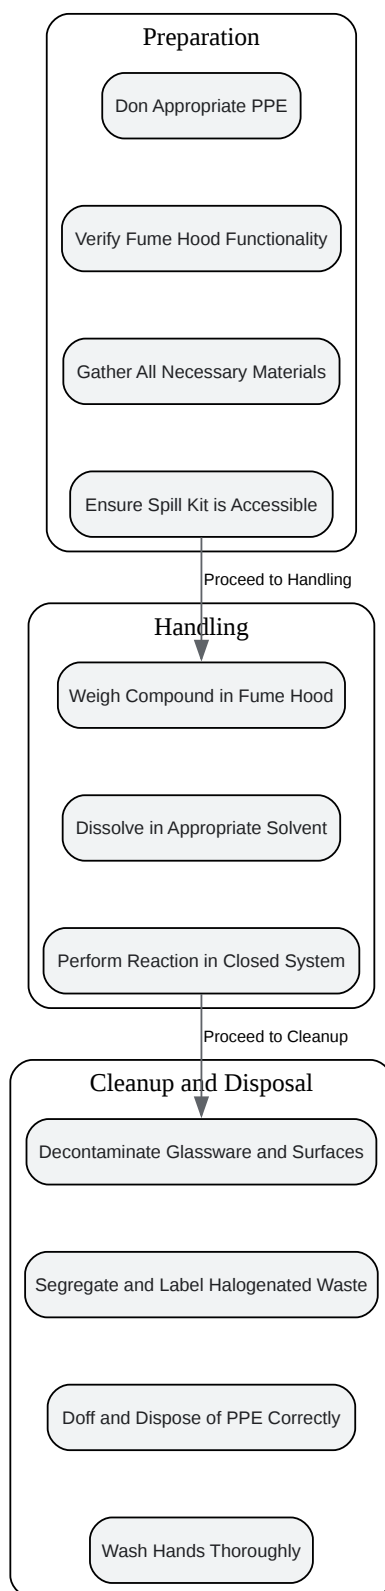 Preparation
Don Appropriate PPE
Verify Fume Hood Functionality
Gather All Necessary Materials
Ensure Spill Kit is Accessible
Proceed to Handling
Handling
Weigh Compound in Fume Hood
Dissolve in Appropriate Solvent
Perform Reaction in Closed System
Proceed to Cleanup
Cleanup and Disposal
Decontaminate Glassware and Surfaces
Segregate and Label Halogenated Waste
Doff and Dispose of PPE Correctly
Wash Hands Thoroughly